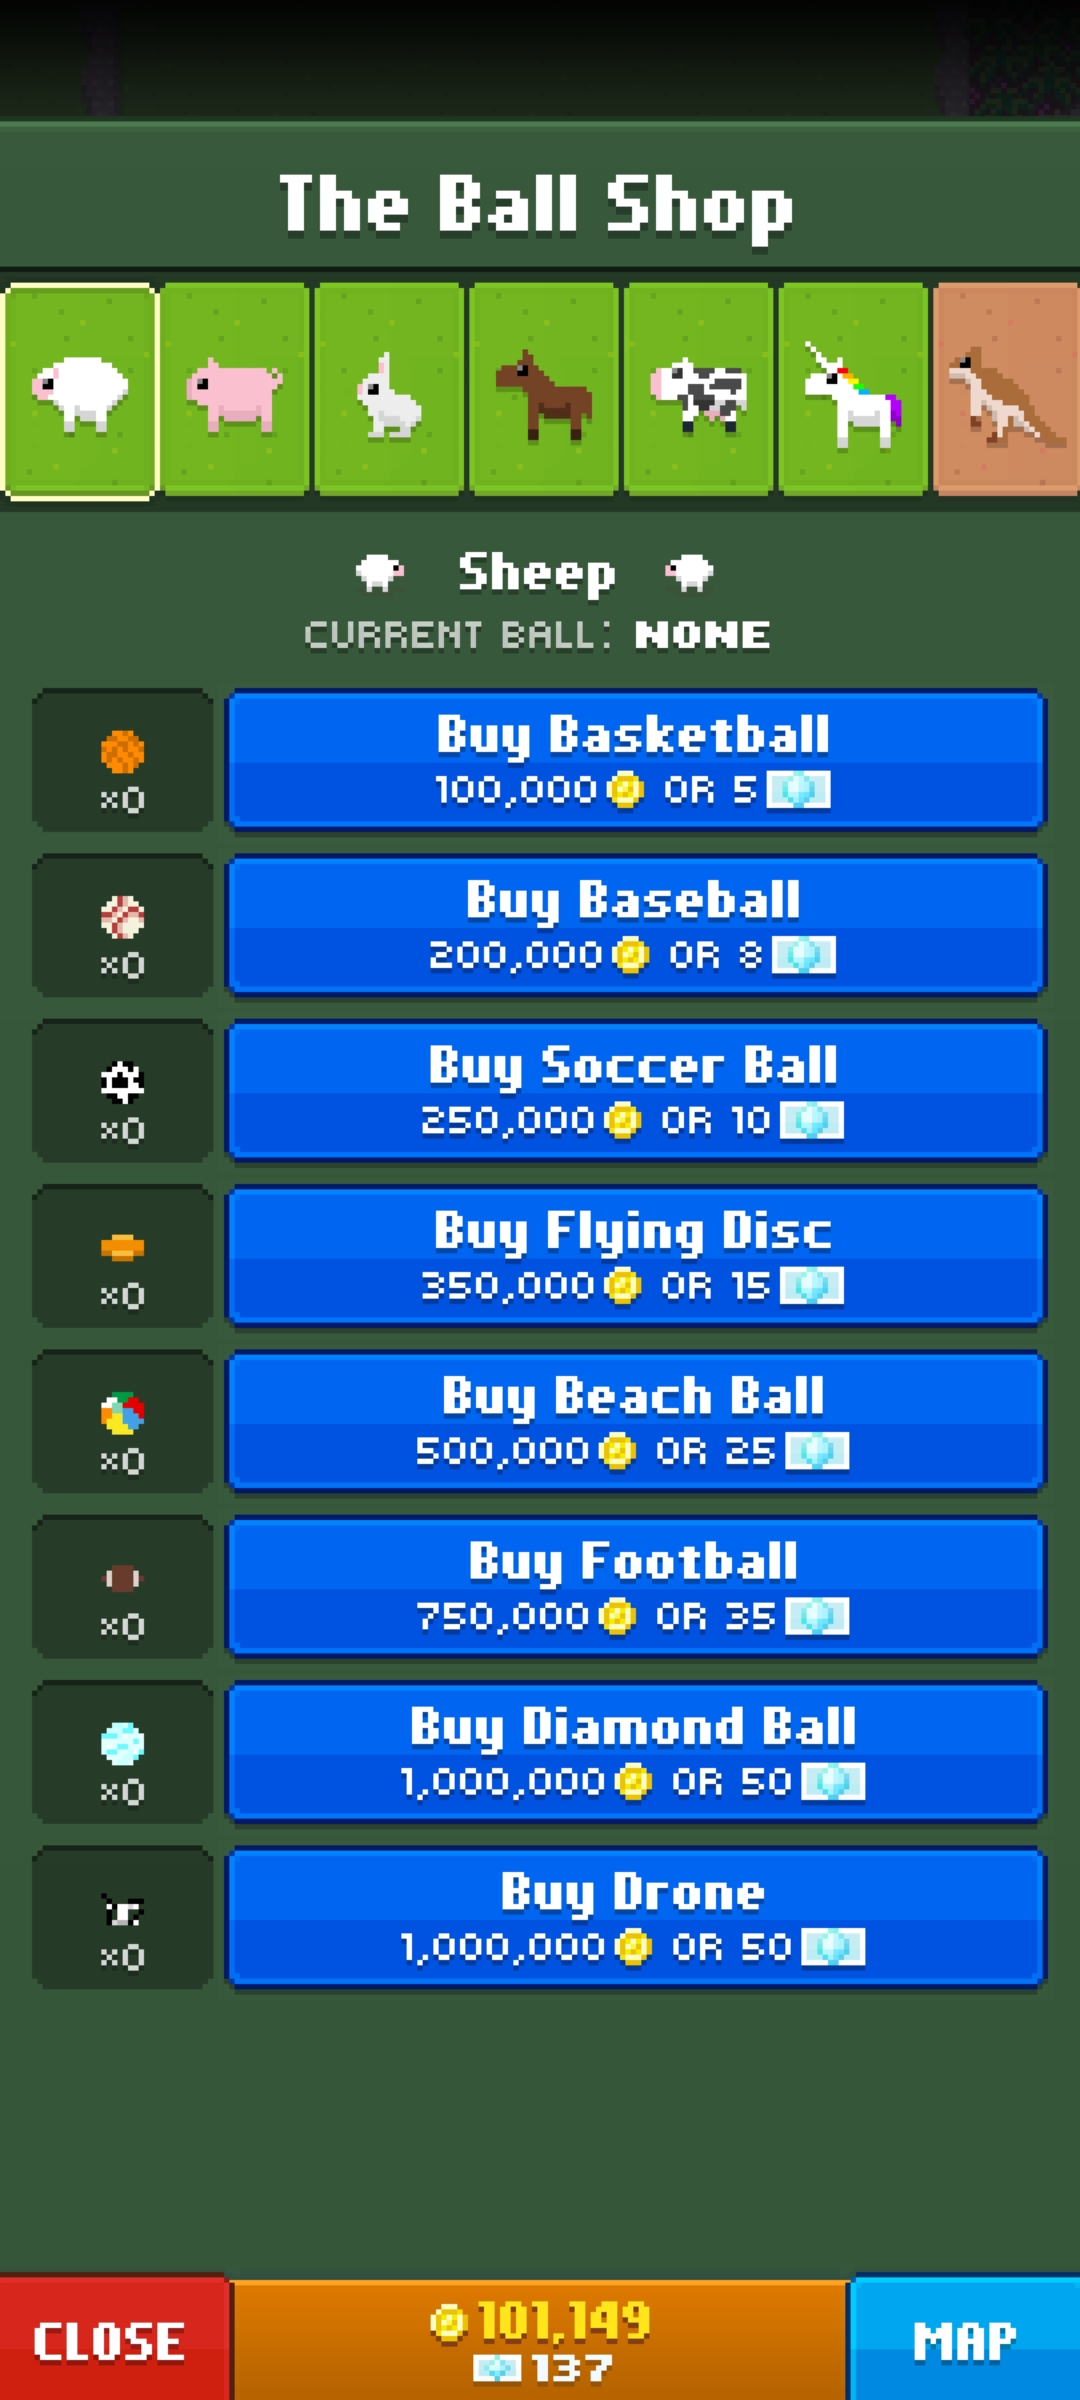 The Ball Shop
Sheep
CURRENT BALL: NONE
Buy Basketball
100,000 OR 5
×0
Buy Baseball
200,000 OR 8
×0
Buy Soccer Ball
250,000 OR 10
×0
Buy Flying Disc
350,000 OR 15
×0
Buy Beach Ball
500,000 OR 25
×0
Buy Football
750,000 OR 35
×0
Buy Diamond Ball
1,000,000 OR 50
×0
Buy Drone
1,000,000 OR 50
×0
CLOSE
101,149
137
MAP